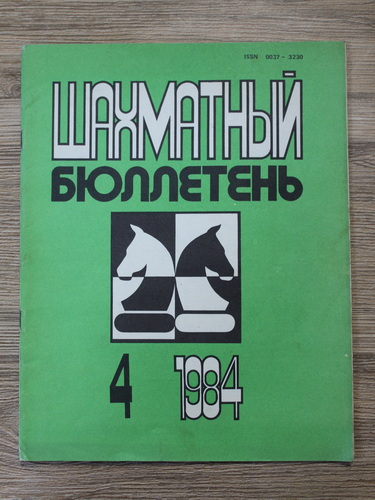 ISSN 0037-3230
ШАХМАТНЫЙ
БЮЛЛЕТЕНЬ
4 1984